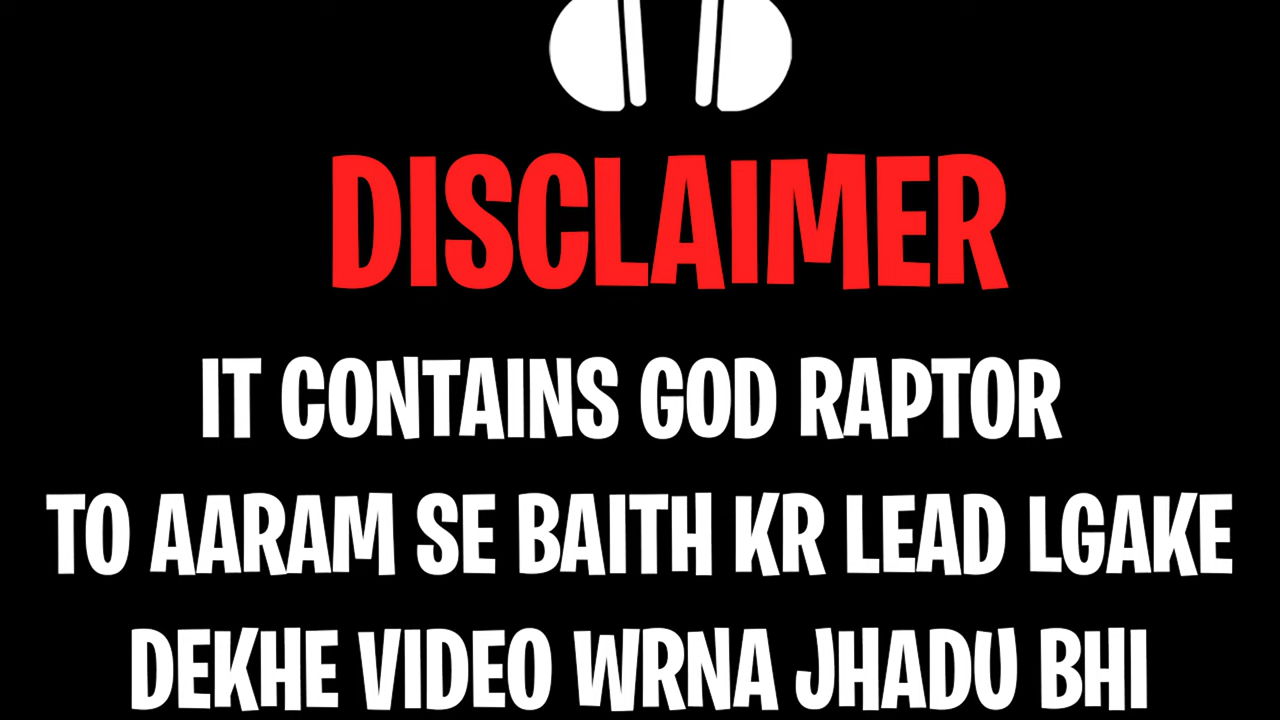 DISCLAIMER
IT CONTAINS GOD RAPTOR
TO AARAM SE BAITH KR LEAD LGAKE
DEKHE VIDEO WRNA JHADU BHI